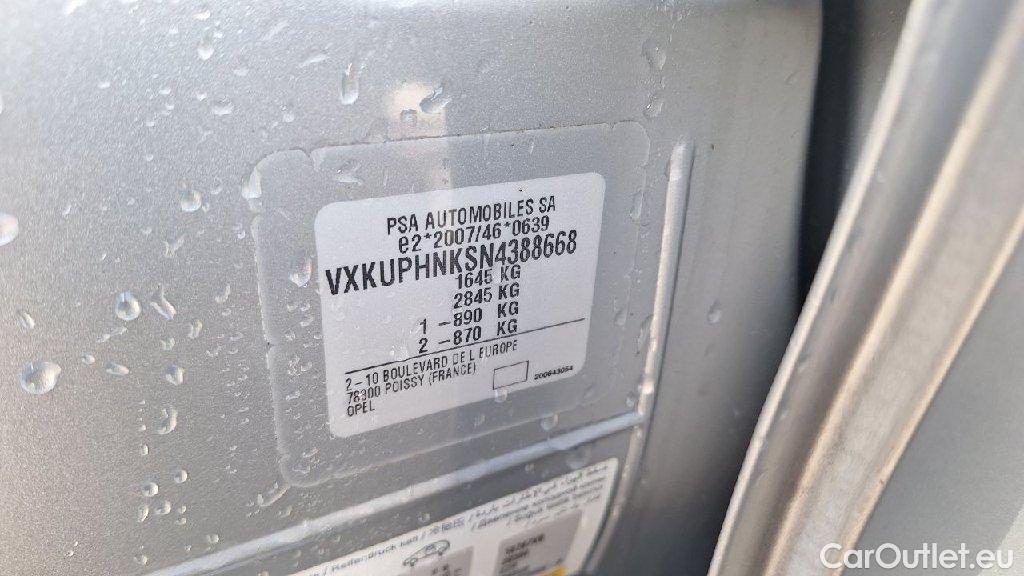 PSA AUTOMOBILES SA
e2*2007/46*0639
VXKUPHNKSN4388668
1645 KG
2845 KG
1 -890 KG
2 -870 KG
2-10 BOULEVARD DE L EUROPE
78300 POISSY (FRANCE)
OPEL
200643054
CarOutlet.eu